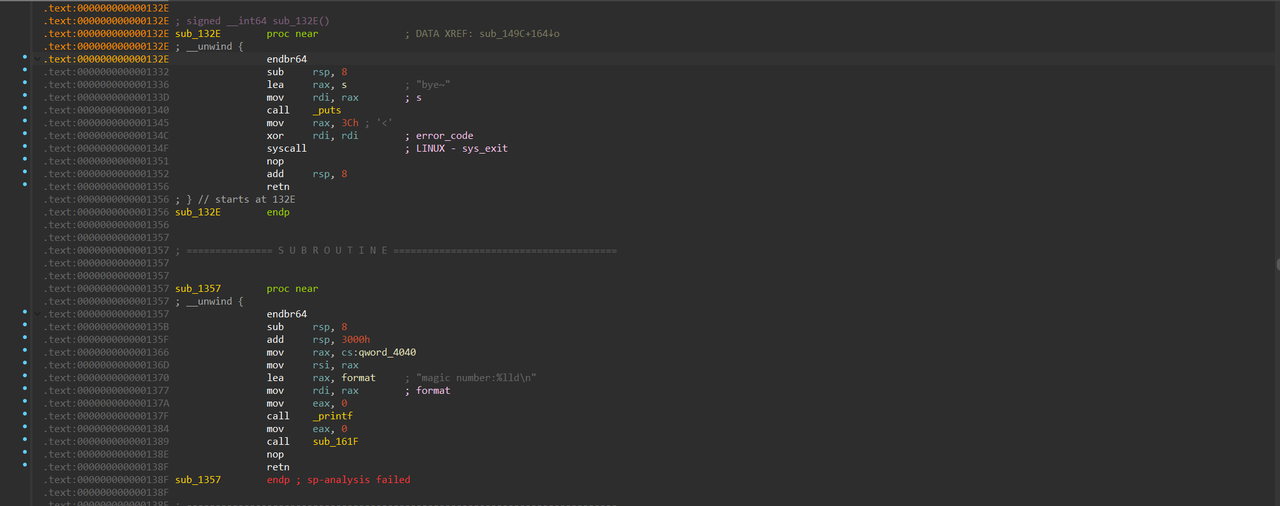 .text:000000000000132E
.text:000000000000132E ; signed __int64 sub_132E()
.text:000000000000132E sub_132E proc near ; DATA XREF: sub_149C+164↓o
.text:000000000000132E ; __unwind {
.text:000000000000132E endbr64
.text:0000000000001332 sub rsp, 8
.text:0000000000001336 lea rax, s ; "bye~"
.text:000000000000133D mov rdi, rax ; s
.text:0000000000001340 call _puts
.text:0000000000001345 mov rax, 3Ch ; '<'
.text:000000000000134C xor rdi, rdi ; error_code
.text:000000000000134F syscall ; LINUX - sys_exit
.text:0000000000001351 nop
.text:0000000000001352 add rsp, 8
.text:0000000000001356 retn
.text:0000000000001356 ; } // starts at 132E
.text:0000000000001356 sub_132E endp
.text:0000000000001356
.text:0000000000001357
.text:0000000000001357 ; =============== S U B R O U T I N E =======================================
.text:0000000000001357
.text:0000000000001357
.text:0000000000001357 sub_1357 proc near
.text:0000000000001357 ; __unwind {
.text:0000000000001357 endbr64
.text:000000000000135B sub rsp, 8
.text:000000000000135F add rsp, 3000h
.text:0000000000001366 mov rax, cs:qword_4040
.text:000000000000136D mov rsi, rax
.text:0000000000001370 lea rax, format ; "magic number:%lld\n"
.text:0000000000001377 mov rdi, rax ; format
.text:000000000000137A mov eax, 0
.text:000000000000137F call _printf
.text:0000000000001384 mov eax, 0
.text:0000000000001389 call sub_161F
.text:000000000000138E nop
.text:000000000000138F retn
.text:000000000000138F sub_1357 endp ; sp-analysis failed
.text:000000000000138F